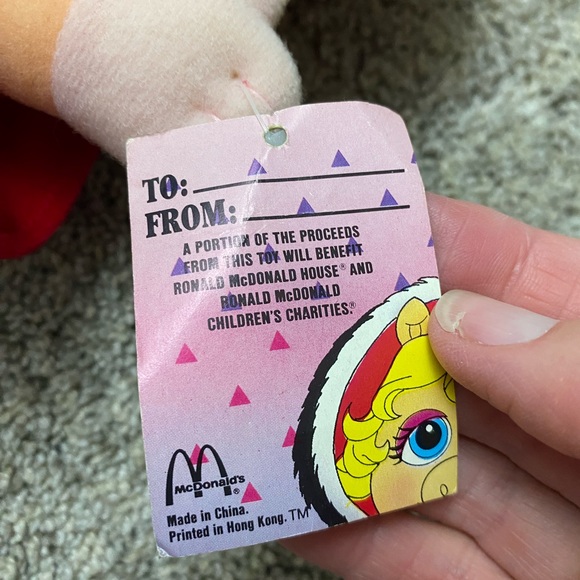 TO:
FROM:
A PORTION OF THE PROCEEDS
FROM THIS TOY WILL BENEFIT
RONALD McDONALD HOUSE® AND
RONALD McDONALD
CHILDREN'S CHARITIES.®
McDonald's
®
Made in China.
Printed in Hong Kong. TM